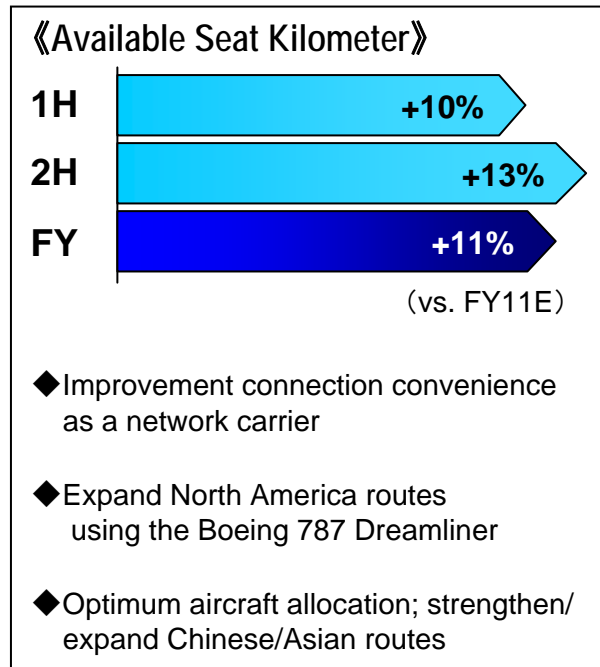 《Available Seat Kilometer》
1H +10%
2H +13%
FY +11%
（vs. FY11E）
◆Improvement connection convenience
as a network carrier
◆Expand North America routes
using the Boeing 787 Dreamliner
◆Optimum aircraft allocation; strengthen/
expand Chinese/Asian routes